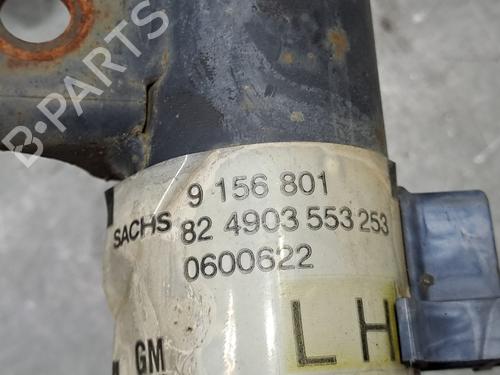 B-PARTS
9 156 801
SACHS 82 4903 553 253
0600622
GM
LH